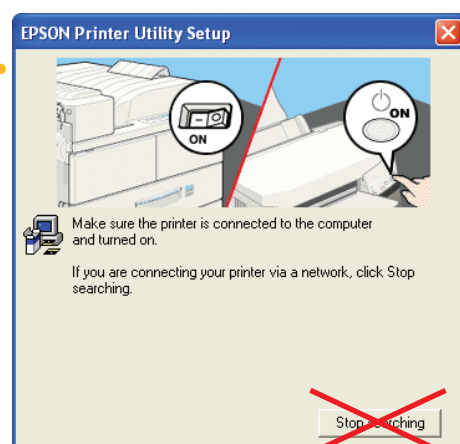 EPSON Printer Utility Setup
ON
ON
Make sure the printer is connected to the computer
and turned on.
If you are connecting your printer via a network, click Stop
searching.
Stop searching